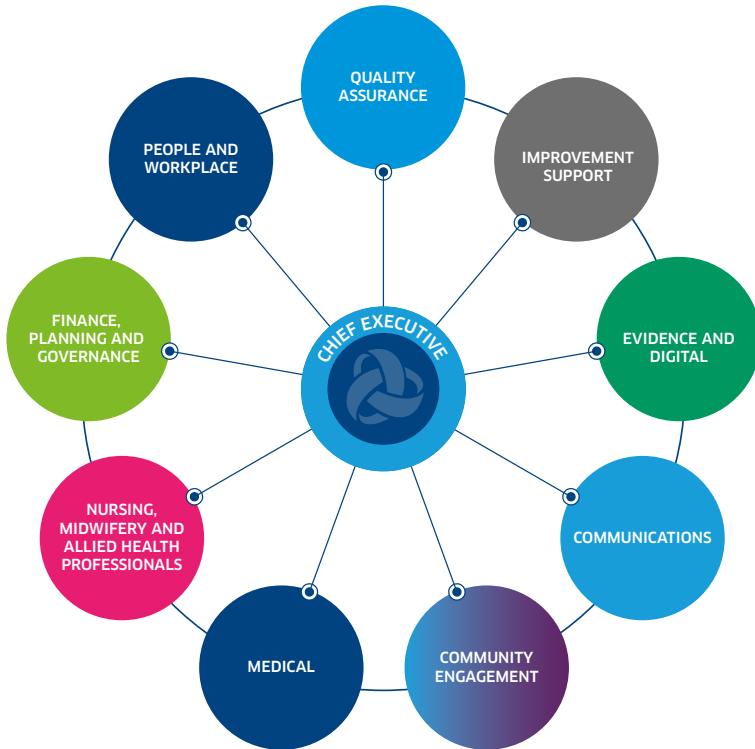 QUALITY
ASSURANCE
IMPROVEMENT
SUPPORT
EVIDENCE AND
DIGITAL
COMMUNICATIONS
COMMUNITY
ENGAGEMENT
MEDICAL
NURSING,
MIDWIFERY AND
ALLIED HEALTH
PROFESSIONALS
FINANCE,
PLANNING AND
GOVERNANCE
PEOPLE AND
WORKPLACE
CHIEF EXECUTIVE